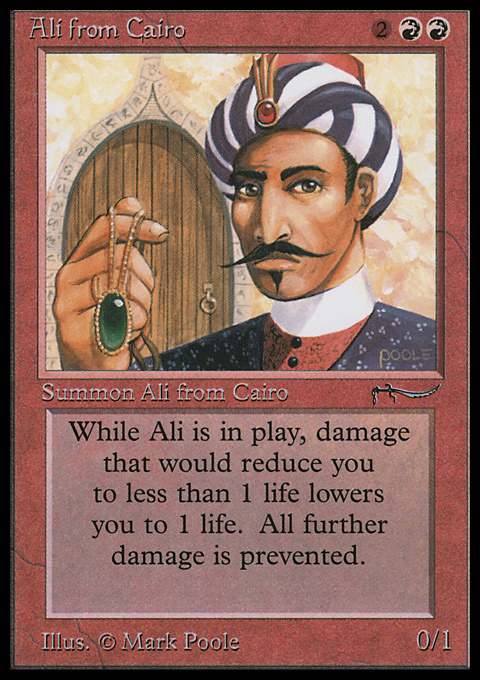 Ali from Cairo 2
POOLE
Summon Ali from Cairo
While Ali is in play, damage
that would reduce you
to less than 1 life lowers
you to 1 life. All further
damage is prevented.
Illus. © Mark Poole 0/1